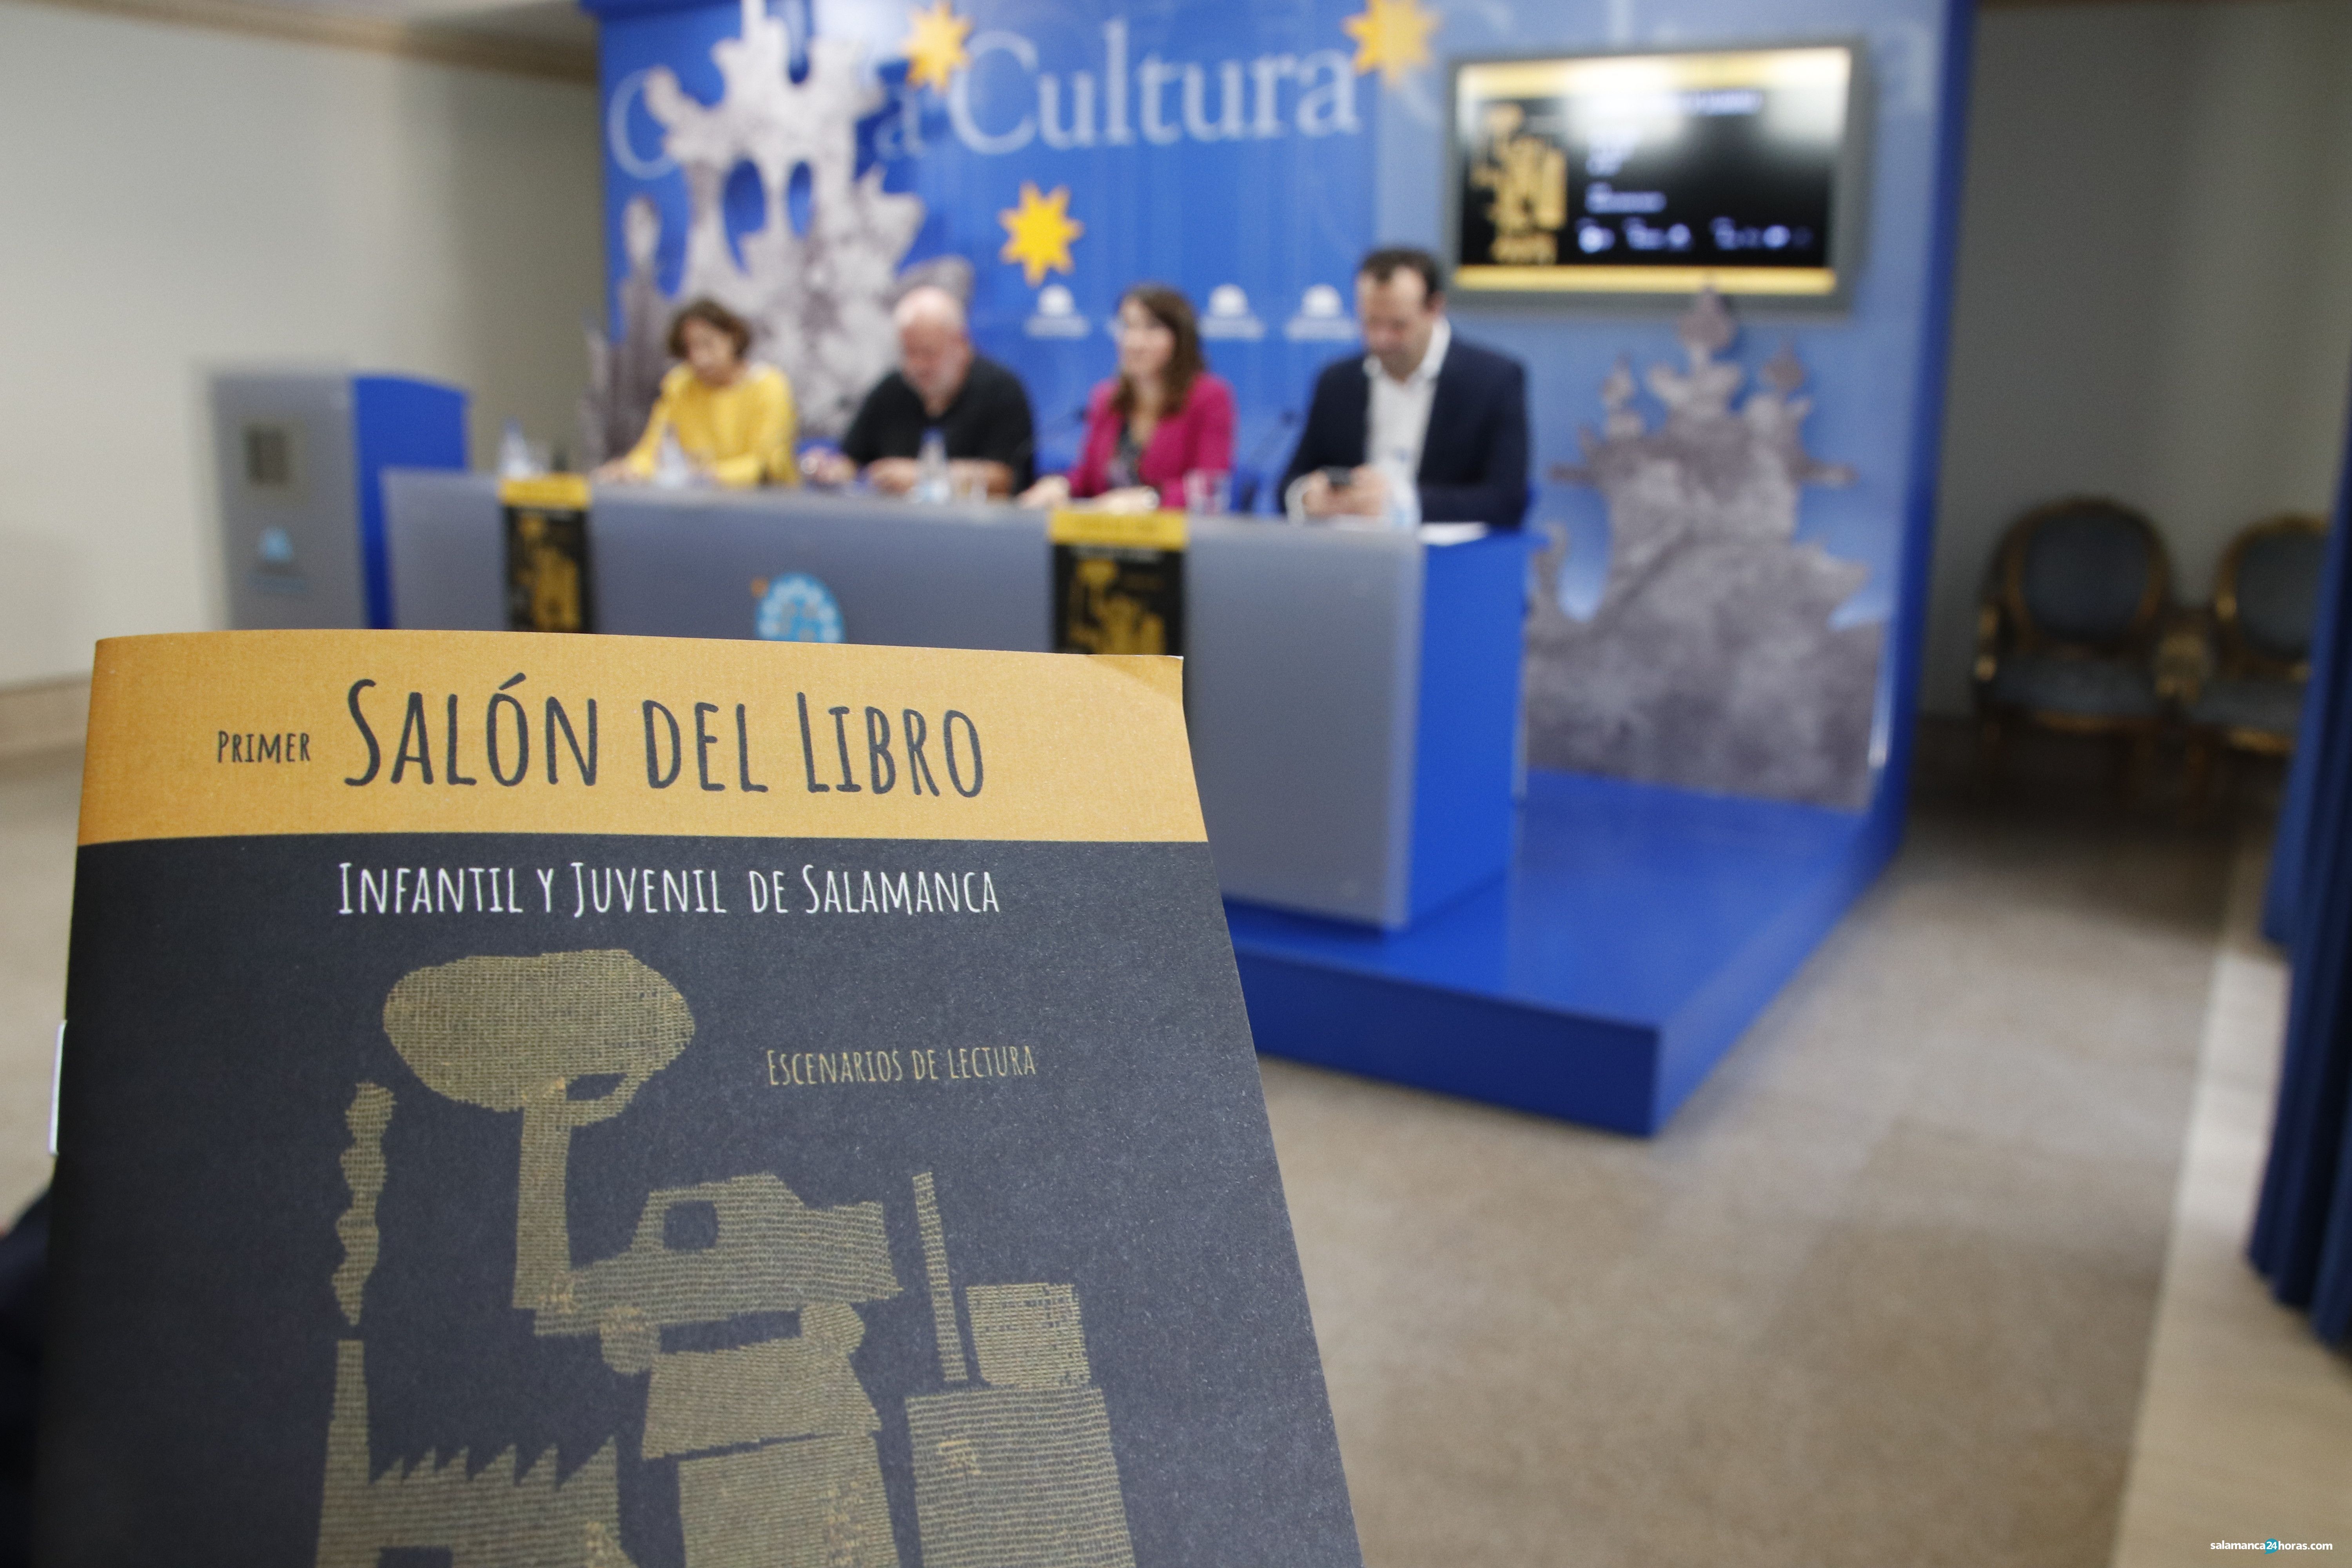 Cultura
PRIMER SALÓN DEL LIBRO
INFANTIL Y JUVENIL DE SALAMANCA
ESCENARIOS DE LECTURA
salamanca24horas.com